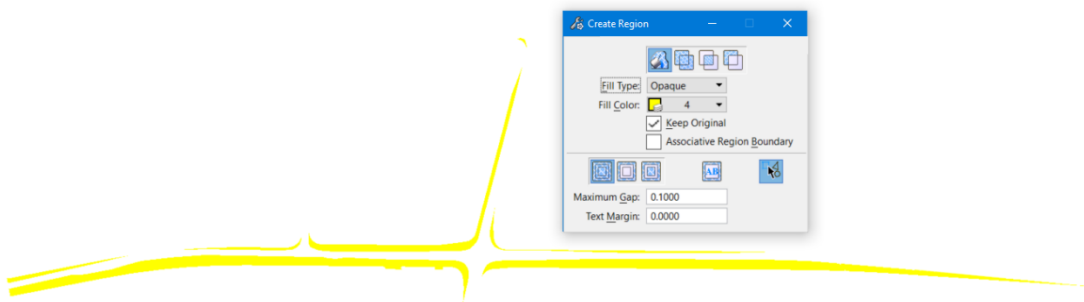 Create Region
Fill Type: Opaque
Fill Color: 4
Keep Original
Associative Region Boundary
AB
Maximum Gap: 0.1000
Text Margin: 0.0000